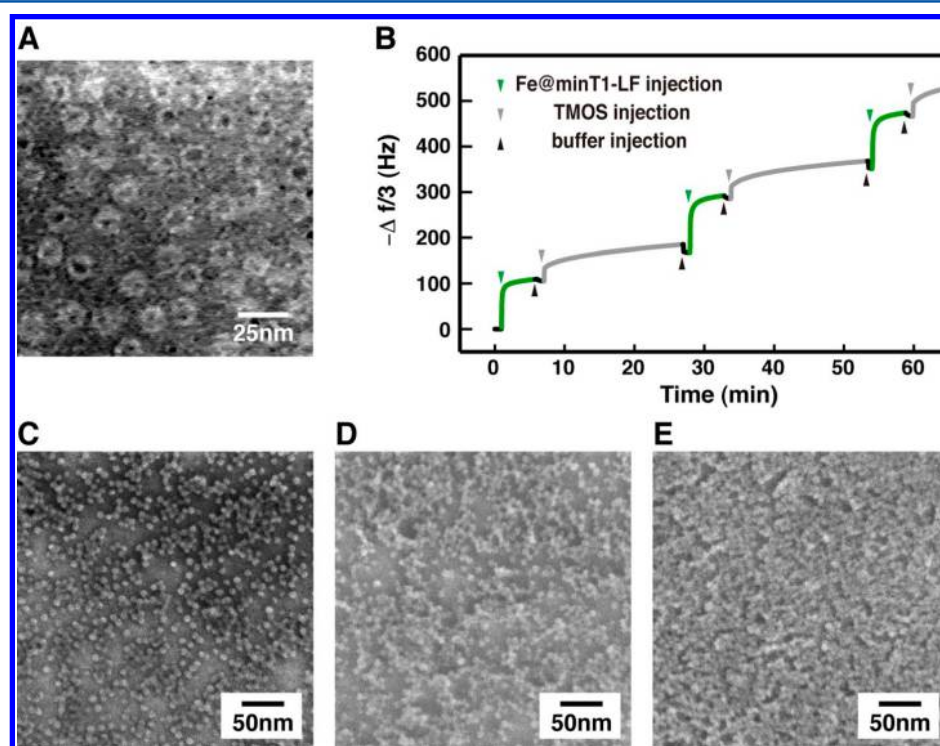 A
25nm
B
600
500
400
300
200
100
0
−Δ f/3 (Hz)
Fe@minT1-LF injection
TMOS injection
buffer injection
0 10 20 30 40 50 60
Time (min)
C
50nm
D
50nm
E
50nm